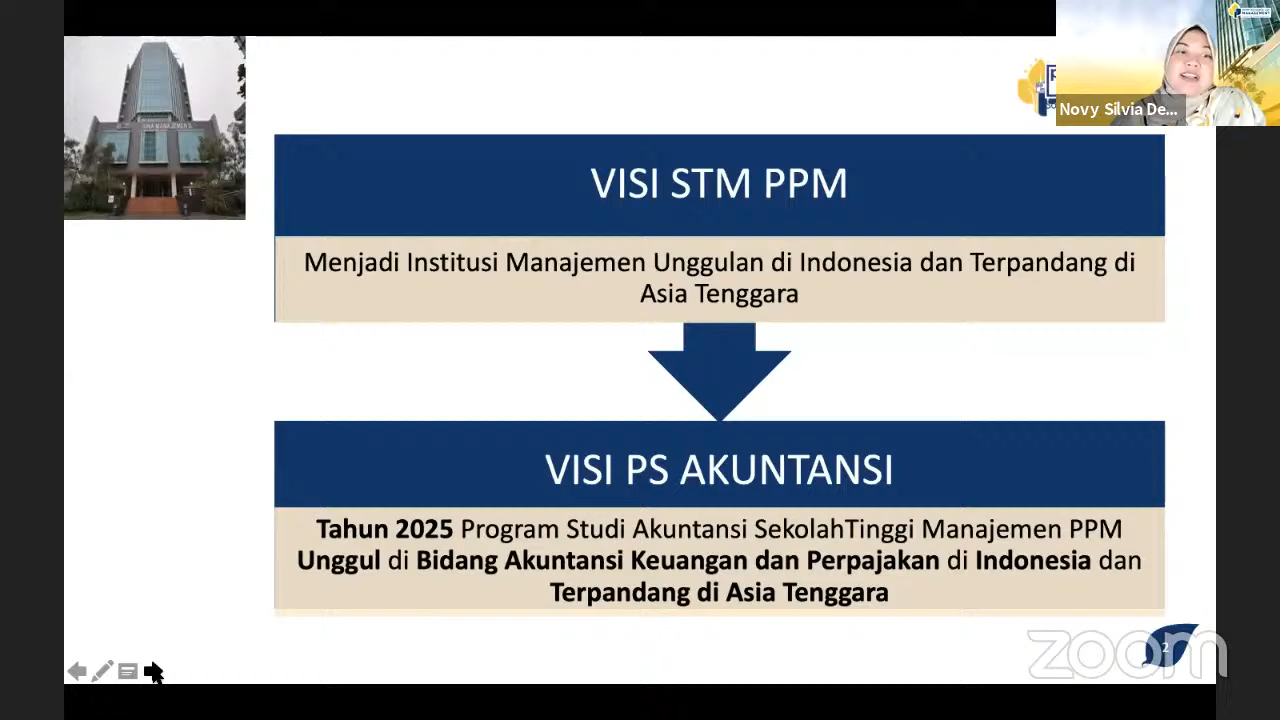 MANAGEMENT
Novy Silvia De...
VISI STM PPM
Menjadi Institusi Manajemen Unggulan di Indonesia dan Terpandang di
Asia Tenggara
VISI PS AKUNTANSI
Tahun 2025 Program Studi Akuntansi SekolahTinggi Manajemen PPM
Unggul di Bidang Akuntansi Keuangan dan Perpajakan di Indonesia dan
Terpandang di Asia Tenggara
2
zoom